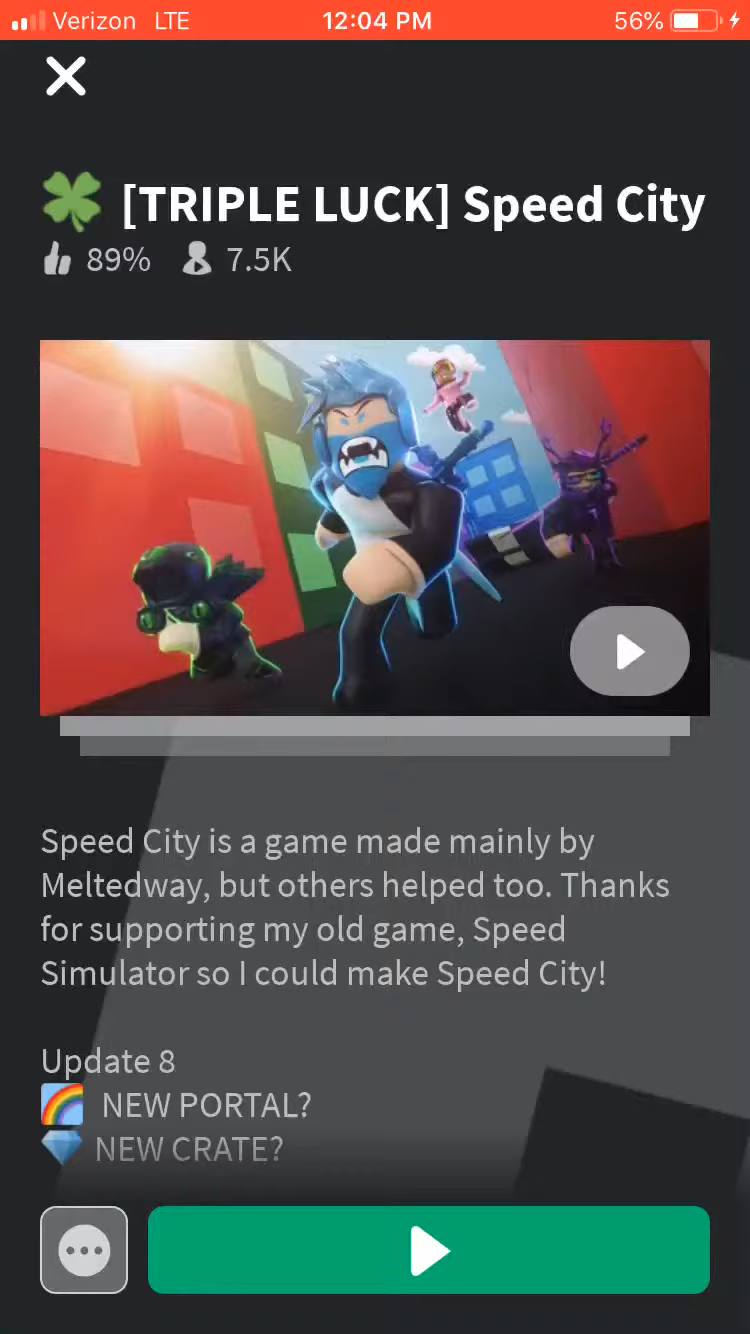 Verizon LTE 12:04 PM 56%
🍀 [TRIPLE LUCK] Speed City
89% 7.5K
Speed City is a game made mainly by
Meltedway, but others helped too. Thanks
for supporting my old game, Speed
Simulator so I could make Speed City!
Update 8
🌈 NEW PORTAL?
💎 NEW CRATE?